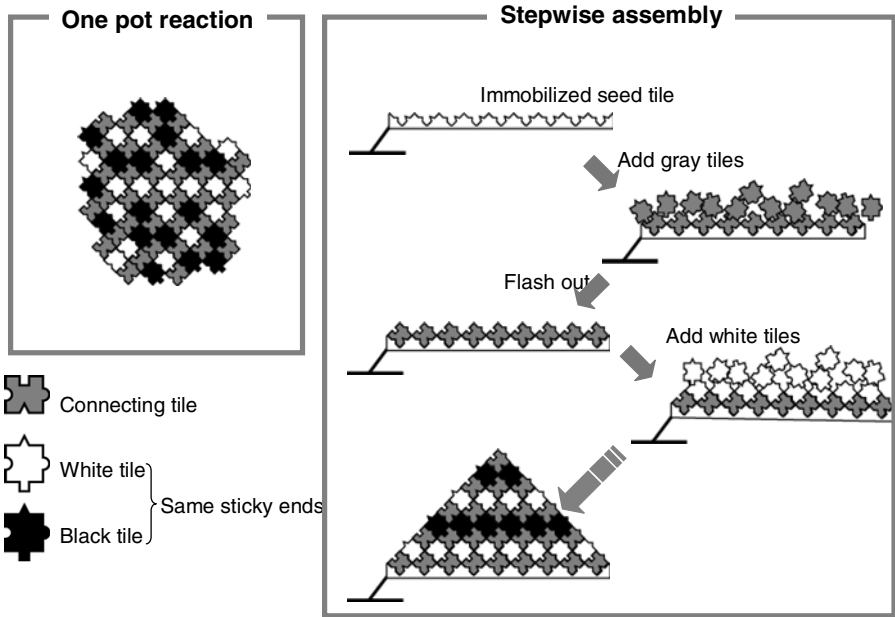 One pot reaction
Stepwise assembly
Immobilized seed tile
Add gray tiles
Flash out
Add white tiles
Connecting tile
White tile
Same sticky ends
Black tile